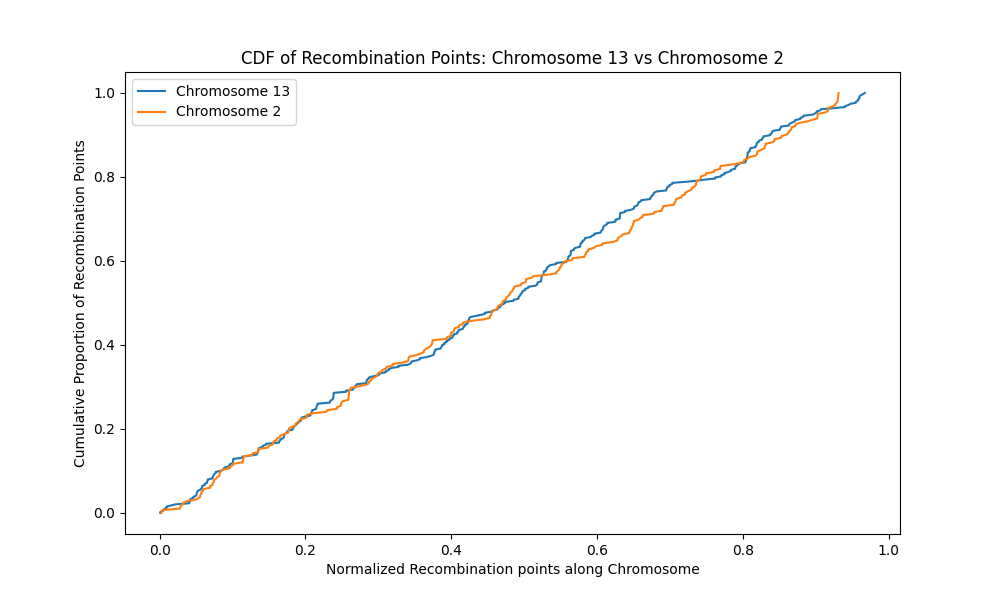 CDF of Recombination Points: Chromosome 13 vs Chromosome 2
Chromosome 13
Chromosome 2
Cumulative Proportion of Recombination Points
1.0
0.8
0.6
0.4
0.2
0.0
0.0 0.2 0.4 0.6 0.8 1.0
Normalized Recombination points along Chromosome